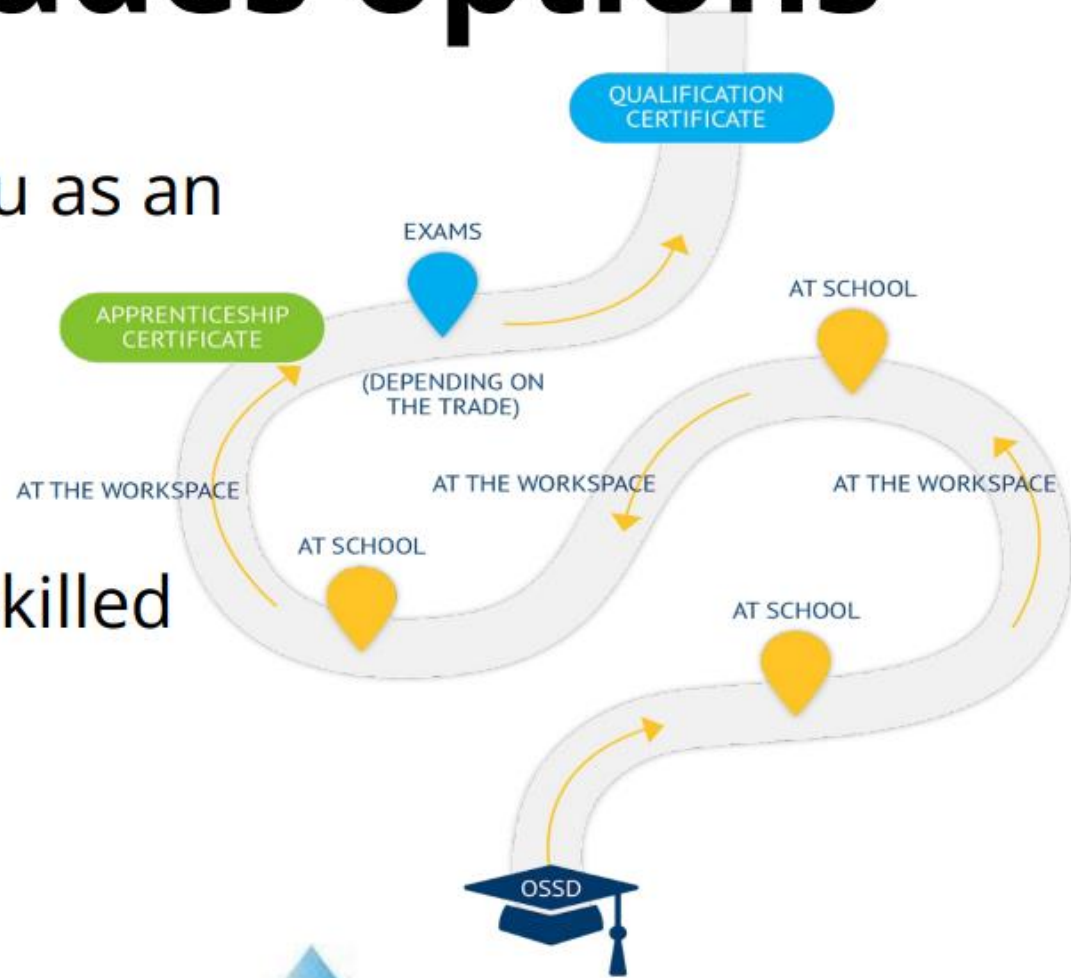 options
QUALIFICATION
CERTIFICATE
u as an
EXAMS
AT SCHOOL
APPRENTICESHIP
CERTIFICATE
(DEPENDING ON
THE TRADE)
AT THE WORKSPACE
AT THE WORKSPACE
AT THE WORKSPACE
AT SCHOOL
killed
AT SCHOOL
OSSD